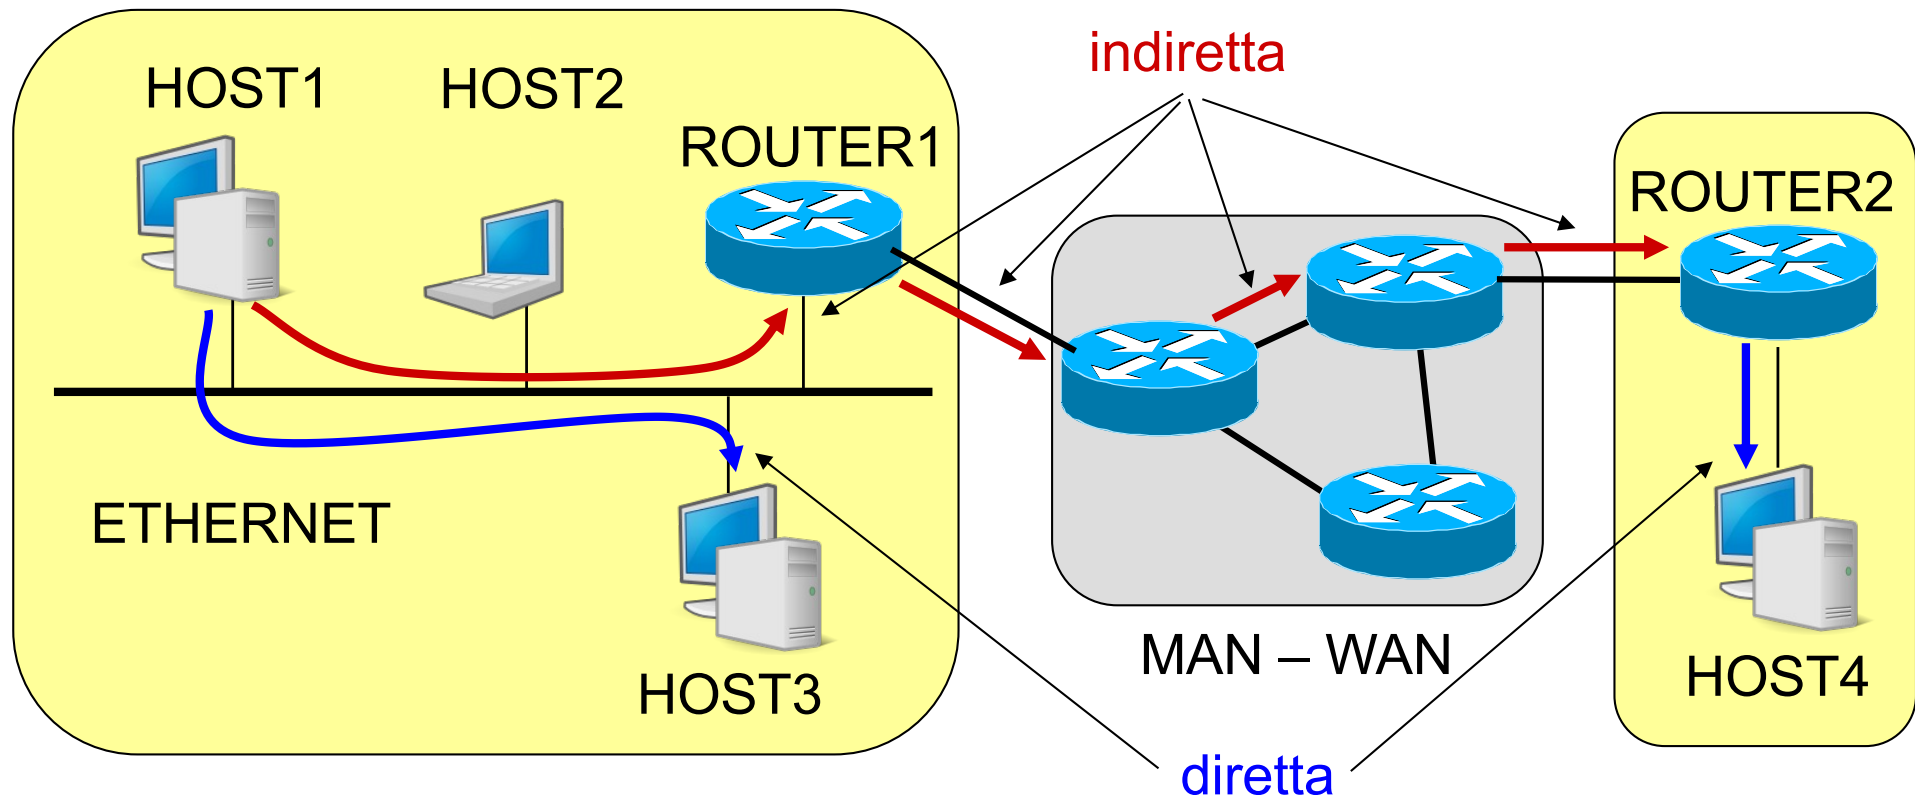 indiretta
HOST1
HOST2
ROUTER1
ROUTER2
ETHERNET
MAN – WAN
HOST3
HOST4
diretta